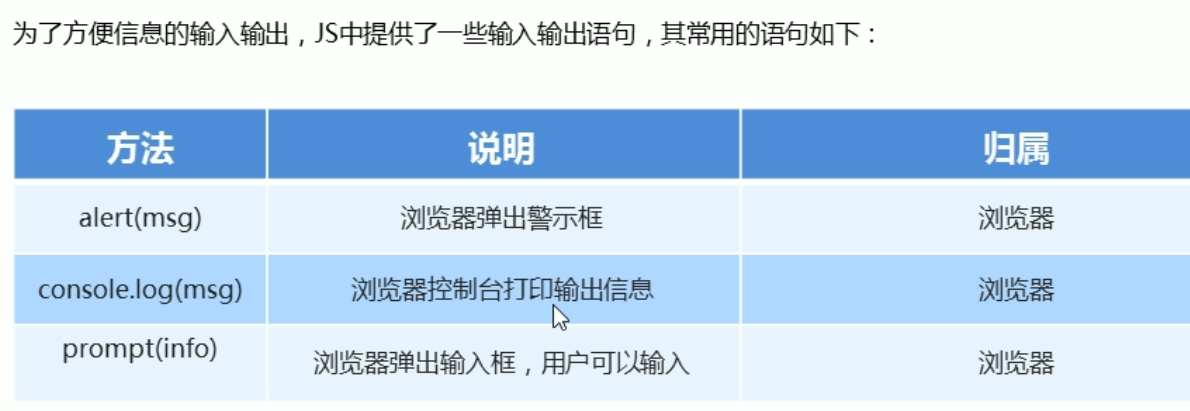 为了方便信息的输入输出，JS中提供了一些输入输出语句，其常用的语句如下：
方法 说明 归属
alert(msg) 浏览器弹出警示框 浏览器
console.log(msg) 浏览器控制台打印输出信息 浏览器
prompt(info) 浏览器弹出输入框，用户可以输入 浏览器